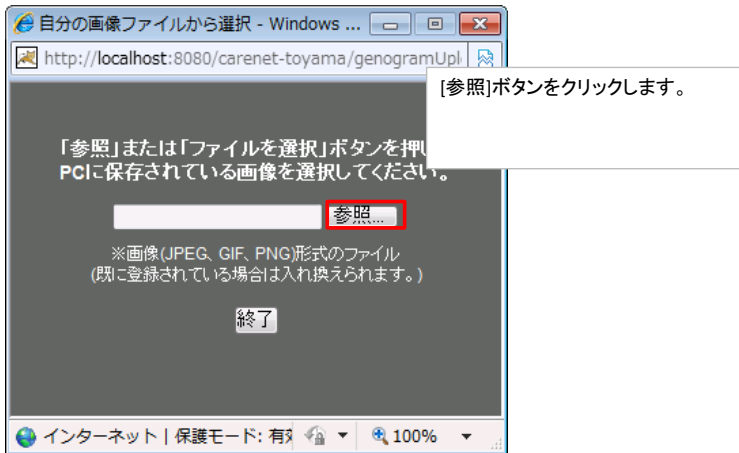 自分の画像ファイルから選択 - Windows ...
http://localhost:8080/carenet-toyama/genogramUpl
[参照]ボタンをクリックします。
「参照」または「ファイルを選択」ボタンを押し
PCに保存されている画像を選択してください。
参照...
※画像(JPEG、GIF、PNG)形式のファイル
(既に登録されている場合は入れ換えられます。)
終了
インターネット | 保護モード: 有効 100%